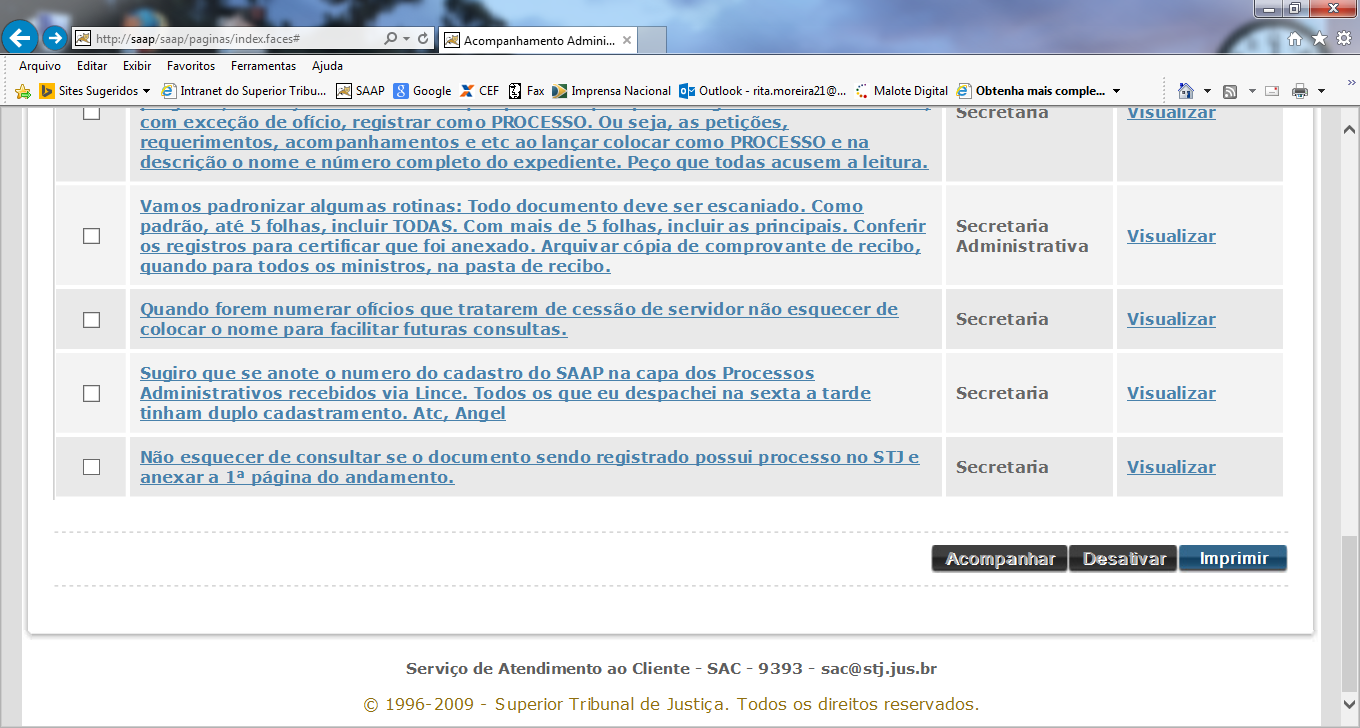 http://saap/saap/paginas/index.faces#
Acompanhamento Admini...
Arquivo Editar Exibir Favoritos Ferramentas Ajuda
Sites Sugeridos Intranet do Superior Tribu... SAAP Google CEF Fax Imprensa Nacional Outlook - rita.moreira21@... Malote Digital Obtenha mais comple...
com exceção de ofício, registrar como PROCESSO. Ou seja, as petições,
requerimentos, acompanhamentos e etc ao lançar colocar como PROCESSO e na
descrição o nome e número completo do expediente. Peço que todas acusem a leitura.
Secretaria
Visualizar
Vamos padronizar algumas rotinas: Todo documento deve ser escaniado. Como
padrão, até 5 folhas, incluir TODAS. Com mais de 5 folhas, incluir as principais. Conferir
os registros para certificar que foi anexado. Arquivar cópia de comprovante de recibo,
quando para todos os ministros, na pasta de recibo.
Secretaria
Administrativa
Visualizar
Quando forem numerar ofícios que tratarem de cessão de servidor não esquecer de
colocar o nome para facilitar futuras consultas.
Secretaria
Visualizar
Sugiro que se anote o numero do cadastro do SAAP na capa dos Processos
Administrativos recebidos via Lince. Todos os que eu despachei na sexta a tarde
tinham duplo cadastramento. Atc, Angel
Secretaria
Visualizar
Não esquecer de consultar se o documento sendo registrado possui processo no STJ e
anexar a 1ª página do andamento.
Secretaria
Visualizar
Acompanhar Desativar Imprimir
Serviço de Atendimento ao Cliente - SAC - 9393 - sac@stj.jus.br
© 1996-2009 - Superior Tribunal de Justiça. Todos os direitos reservados.